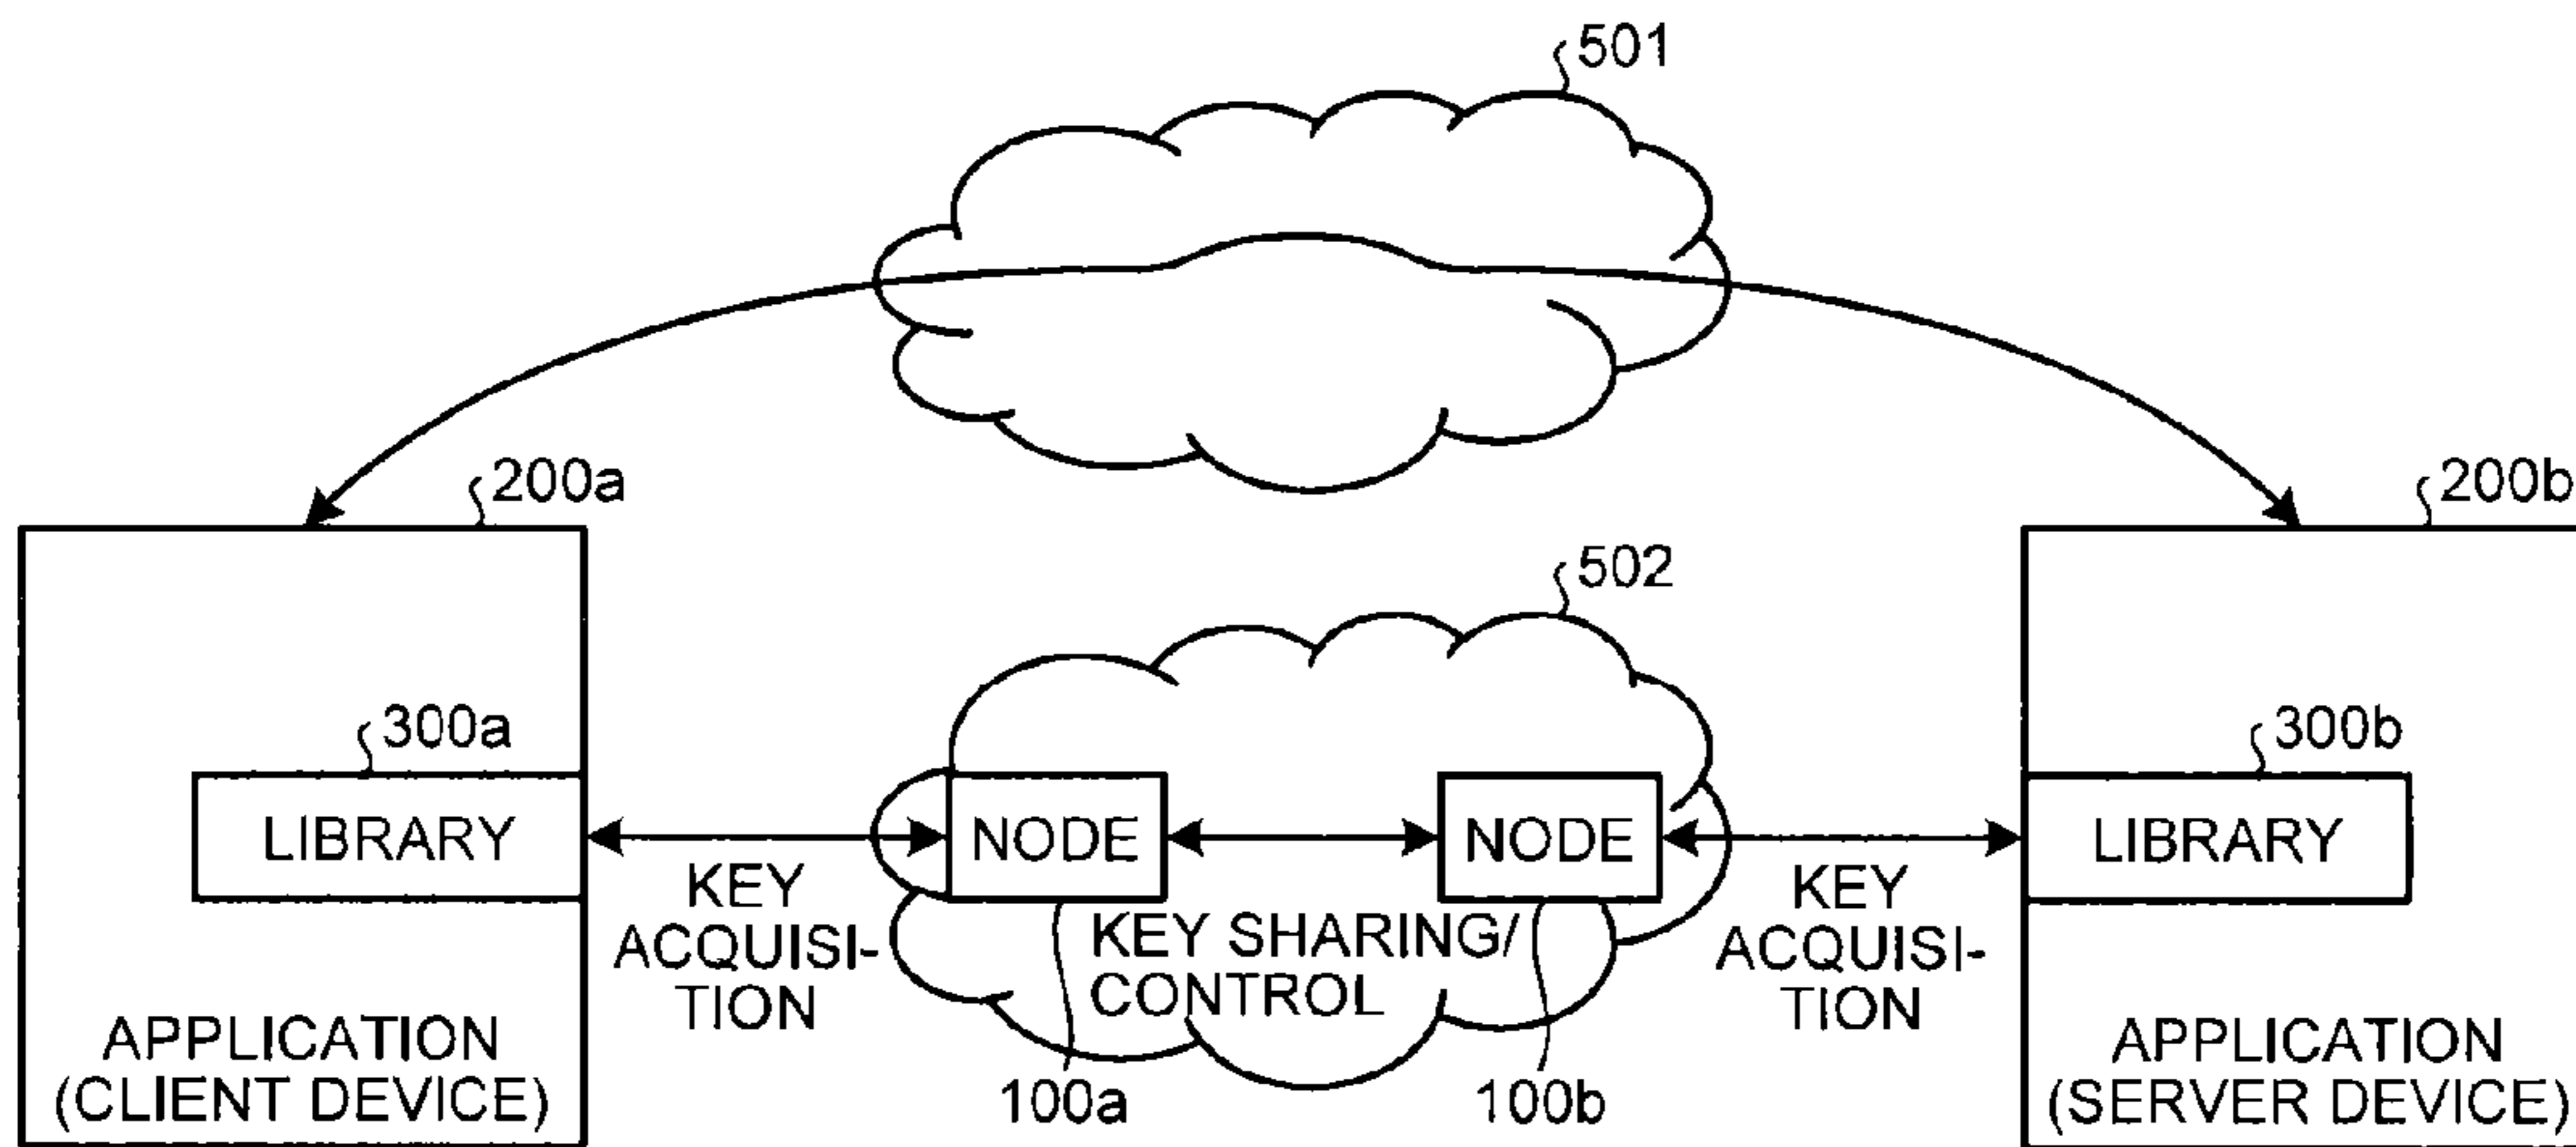 501
200a
200b
502
300a
300b
LIBRARY
NODE
NODE
LIBRARY
KEY
ACQUISI-
TION
KEY SHARING/
CONTROL
KEY
ACQUISI-
TION
APPLICATION
(CLIENT DEVICE)
100a
100b
APPLICATION
(SERVER DEVICE)